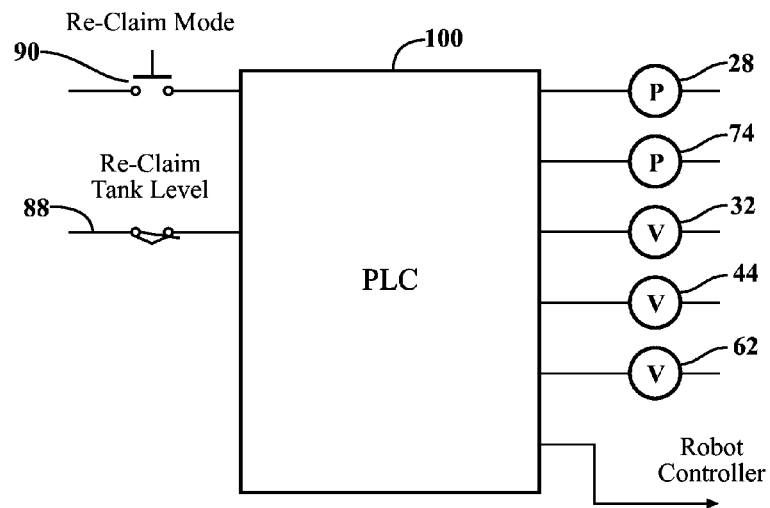 Re-Claim Mode
90
100
28
P
74
P
Re-Claim
Tank Level
88
32
V
PLC
44
V
62
V
Robot
Controller